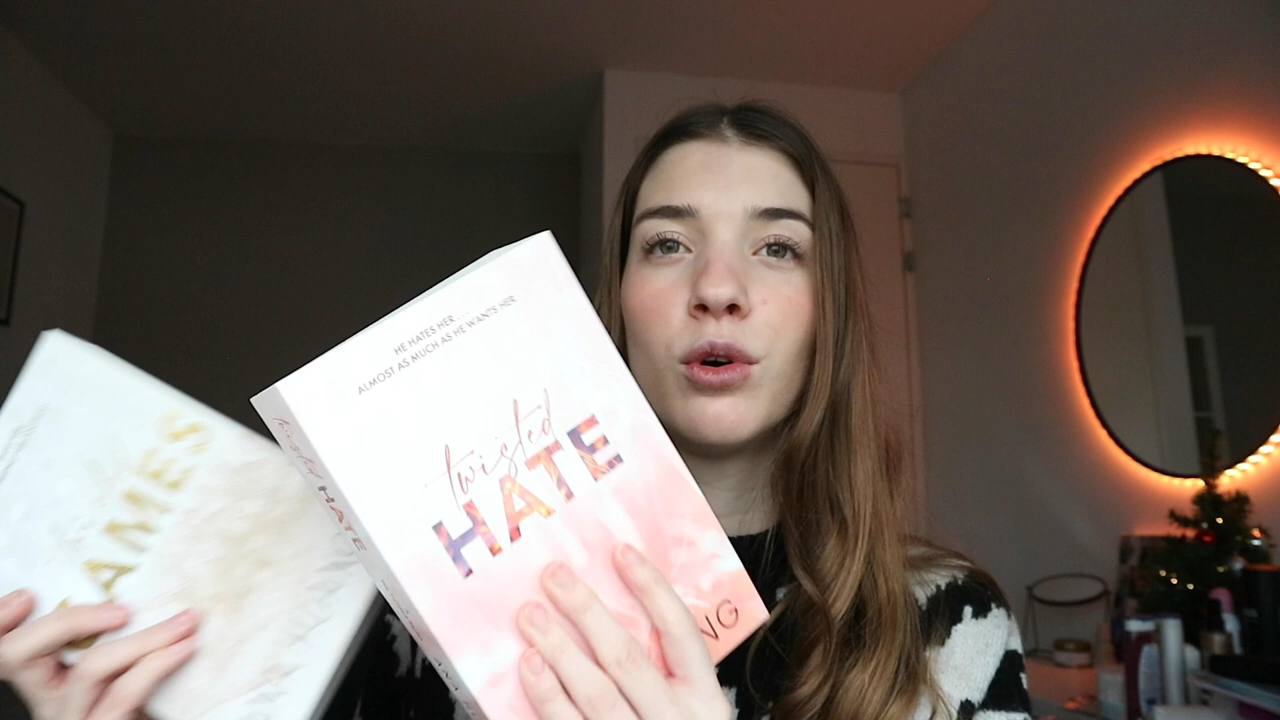 HE HATES HER...
ALMOST AS MUCH AS HE WANTS HER
twisted
HATE
NG
twisted HATE
AMES